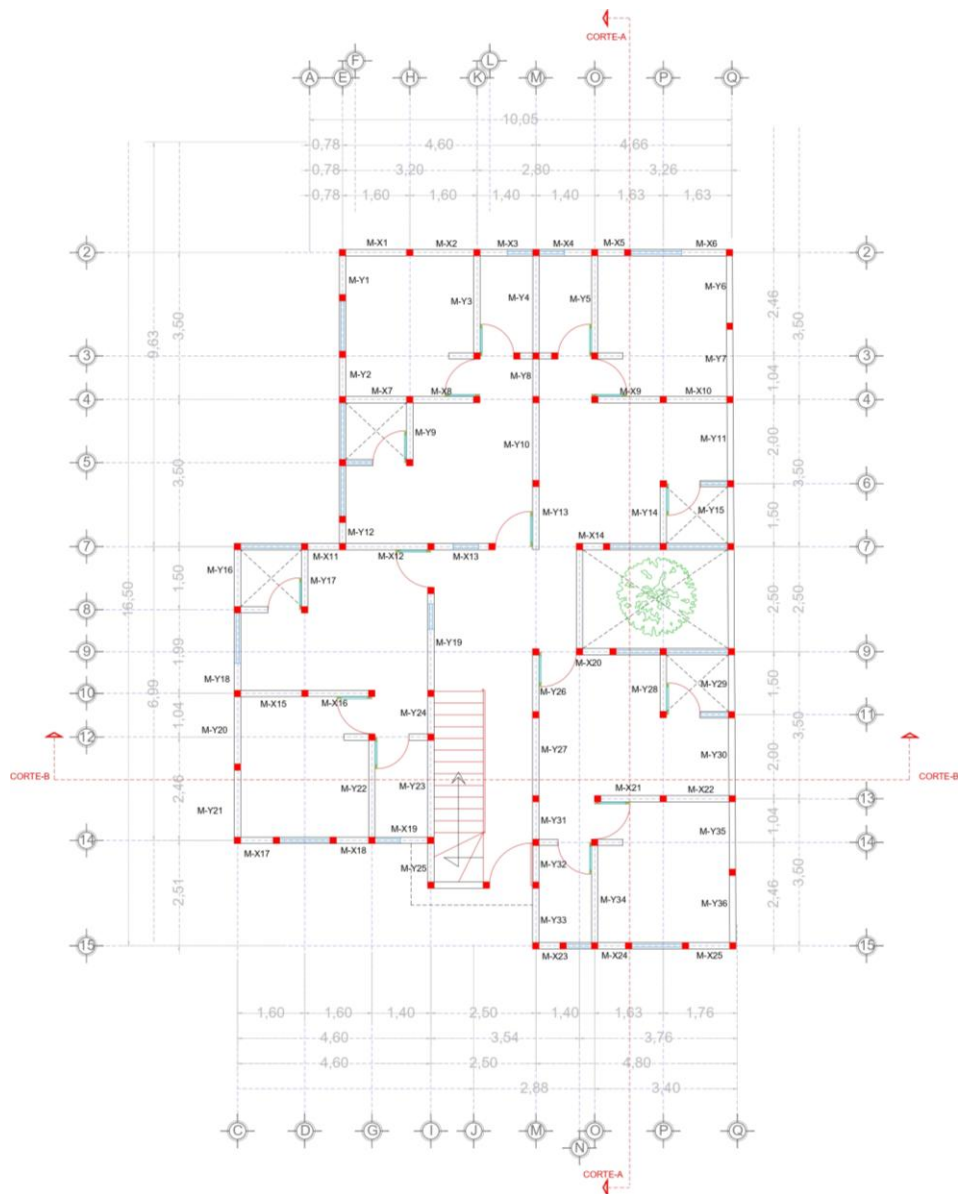 CORTE-A
F L
A E H K M O P Q
10,05
0,78 4,60 4,66
0,78 3,20 2,80 3,26
0,78 1,60 1,60 1,40 1,40 1,63 1,63
M-X1 M-X2 M-X3 M-X4 M-X5 M-X6
2 2
M-Y1 M-Y6
M-Y3 M-Y4 M-Y5
2,46
3,50 3,50
9,63
3 3
M-Y2 M-Y8 M-Y7
1,04
M-X7 M-X8 M-X9 M-X10
4 4
M-Y9 M-Y10 M-Y11
2,00
5
3,50 3,50
6
M-Y12 M-Y13 M-Y14 M-Y15
1,50
M-X14
7 7
M-X11 M-X12 M-X13
M-Y16 M-Y17
1,50 2,50 2,50
16,50
8
M-Y19
1,99
9 9
M-X20
M-Y18 M-Y26 M-Y28 M-Y29
1,50
10
M-X15 M-X16
6,99
M-Y20 M-Y24
1,04
11
12
CORTE-B CORTE-B
M-Y27 M-Y30
2,00
3,50
M-Y22 M-Y23
2,46
M-X21 M-X22
13
M-Y21 M-Y31 M-Y35
1,04
M-X19
14 14
M-X17 M-X18
M-Y25 M-Y32
2,51
M-Y34 M-Y36
2,46
3,50
M-Y33
15 15
M-X23 M-X24 M-X25
1,60 1,60 1,40 2,50 1,40 1,63 1,76
4,60 3,54 3,76
4,60 2,60 4,80
2,88 3,40
C D G I J M O P Q
N
CORTE-A